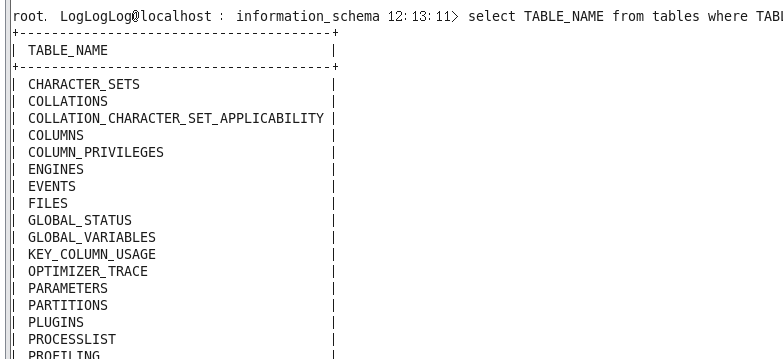 root. LogLogLog@localhost : information_schema 12:13:11> select TABLE_NAME from tables where TABL
+---------------------------------------+
| TABLE_NAME |
+---------------------------------------+
| CHARACTER_SETS |
| COLLATIONS |
| COLLATION_CHARACTER_SET_APPLICABILITY |
| COLUMNS |
| COLUMN_PRIVILEGES |
| ENGINES |
| EVENTS |
| FILES |
| GLOBAL_STATUS |
| GLOBAL_VARIABLES |
| KEY_COLUMN_USAGE |
| OPTIMIZER_TRACE |
| PARAMETERS |
| PARTITIONS |
| PLUGINS |
| PROCESSLIST |
| PROFILING |